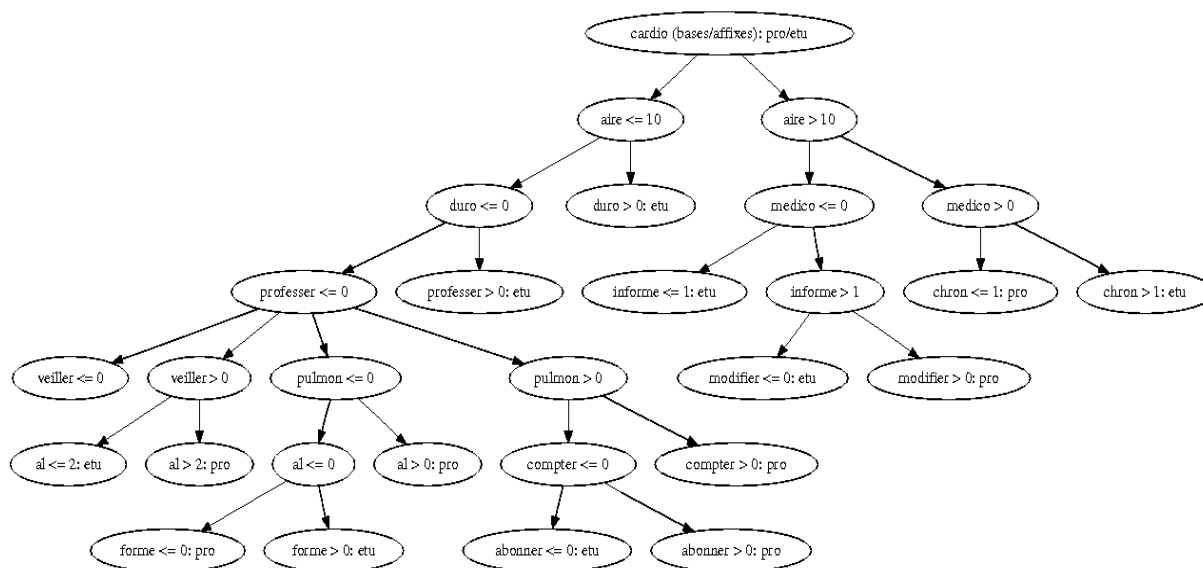 cardio (bases/affixes): pro/etu
aire <= 10
aire > 10
duro <= 0
duro > 0: etu
medico <= 0
medico > 0
professer <= 0
professer > 0: etu
informe <= 1: etu
informe > 1
chron <= 1: pro
chron > 1: etu
veiller <= 0
veiller > 0
pulmon <= 0
pulmon > 0
modifier <= 0: etu
modifier > 0: pro
al <= 2: etu
al > 2: pro
al <= 0
al > 0: pro
compter <= 0
compter > 0: pro
forme <= 0: pro
forme > 0: etu
abonner <= 0: etu
abonner > 0: pro